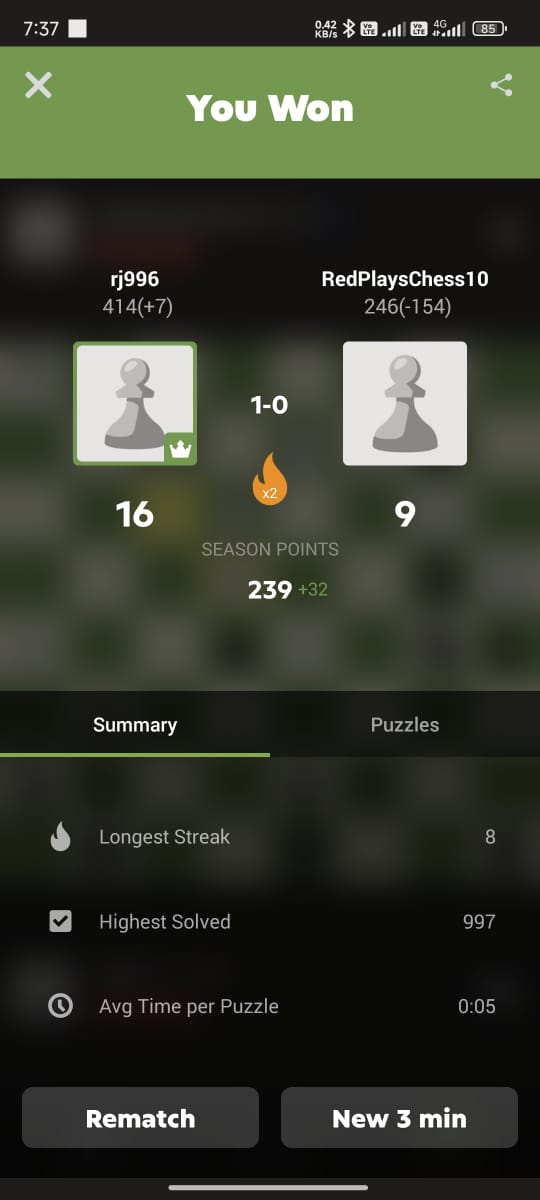 7:37
0.42 KB/s Vo LTE Vo LTE 4G 85
You Won
rj996 RedPlaysChess10
414(+7) 246(-154)
1-0
x2
16 9
SEASON POINTS
239 +32
Summary Puzzles
Longest Streak 8
Highest Solved 997
Avg Time per Puzzle 0:05
Rematch New 3 min